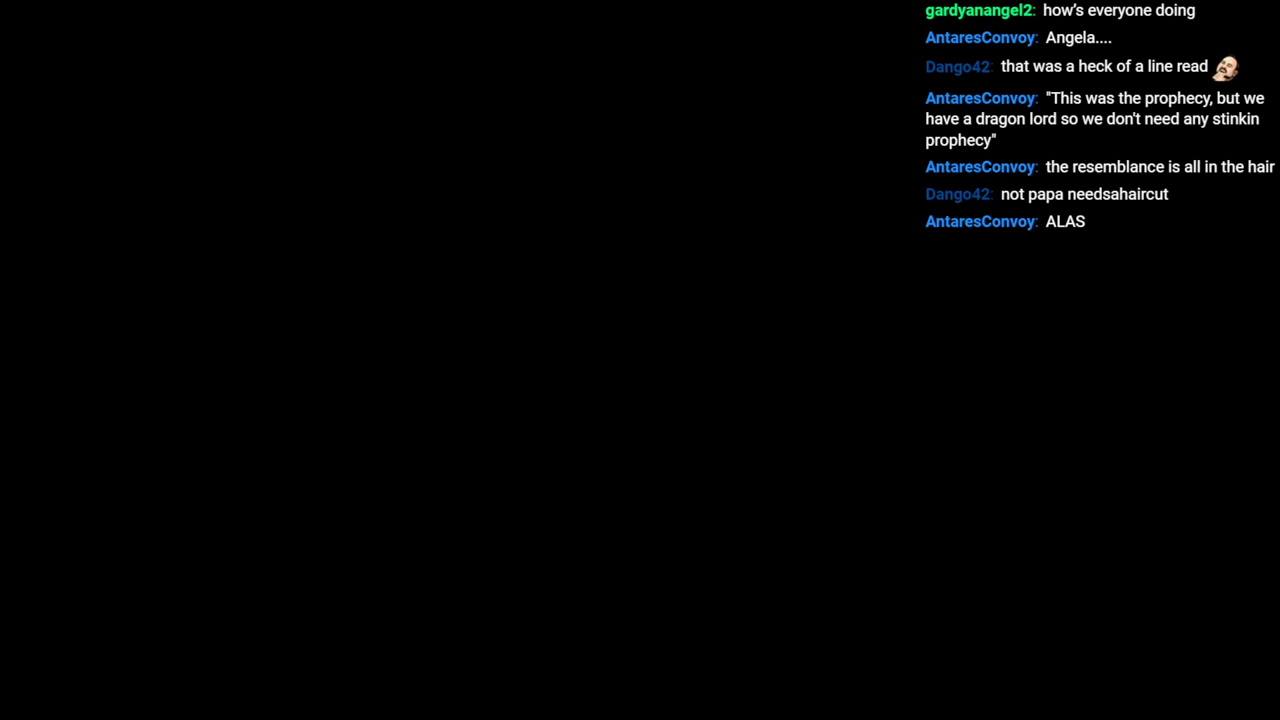 gardyanangel2: how’s everyone doing
AntaresConvoy: Angela....
Dango42: that was a heck of a line read
AntaresConvoy: "This was the prophecy, but we
have a dragon lord so we don't need any stinkin
prophecy"
AntaresConvoy: the resemblance is all in the hair
Dango42: not papa needsahaircut
AntaresConvoy: ALAS